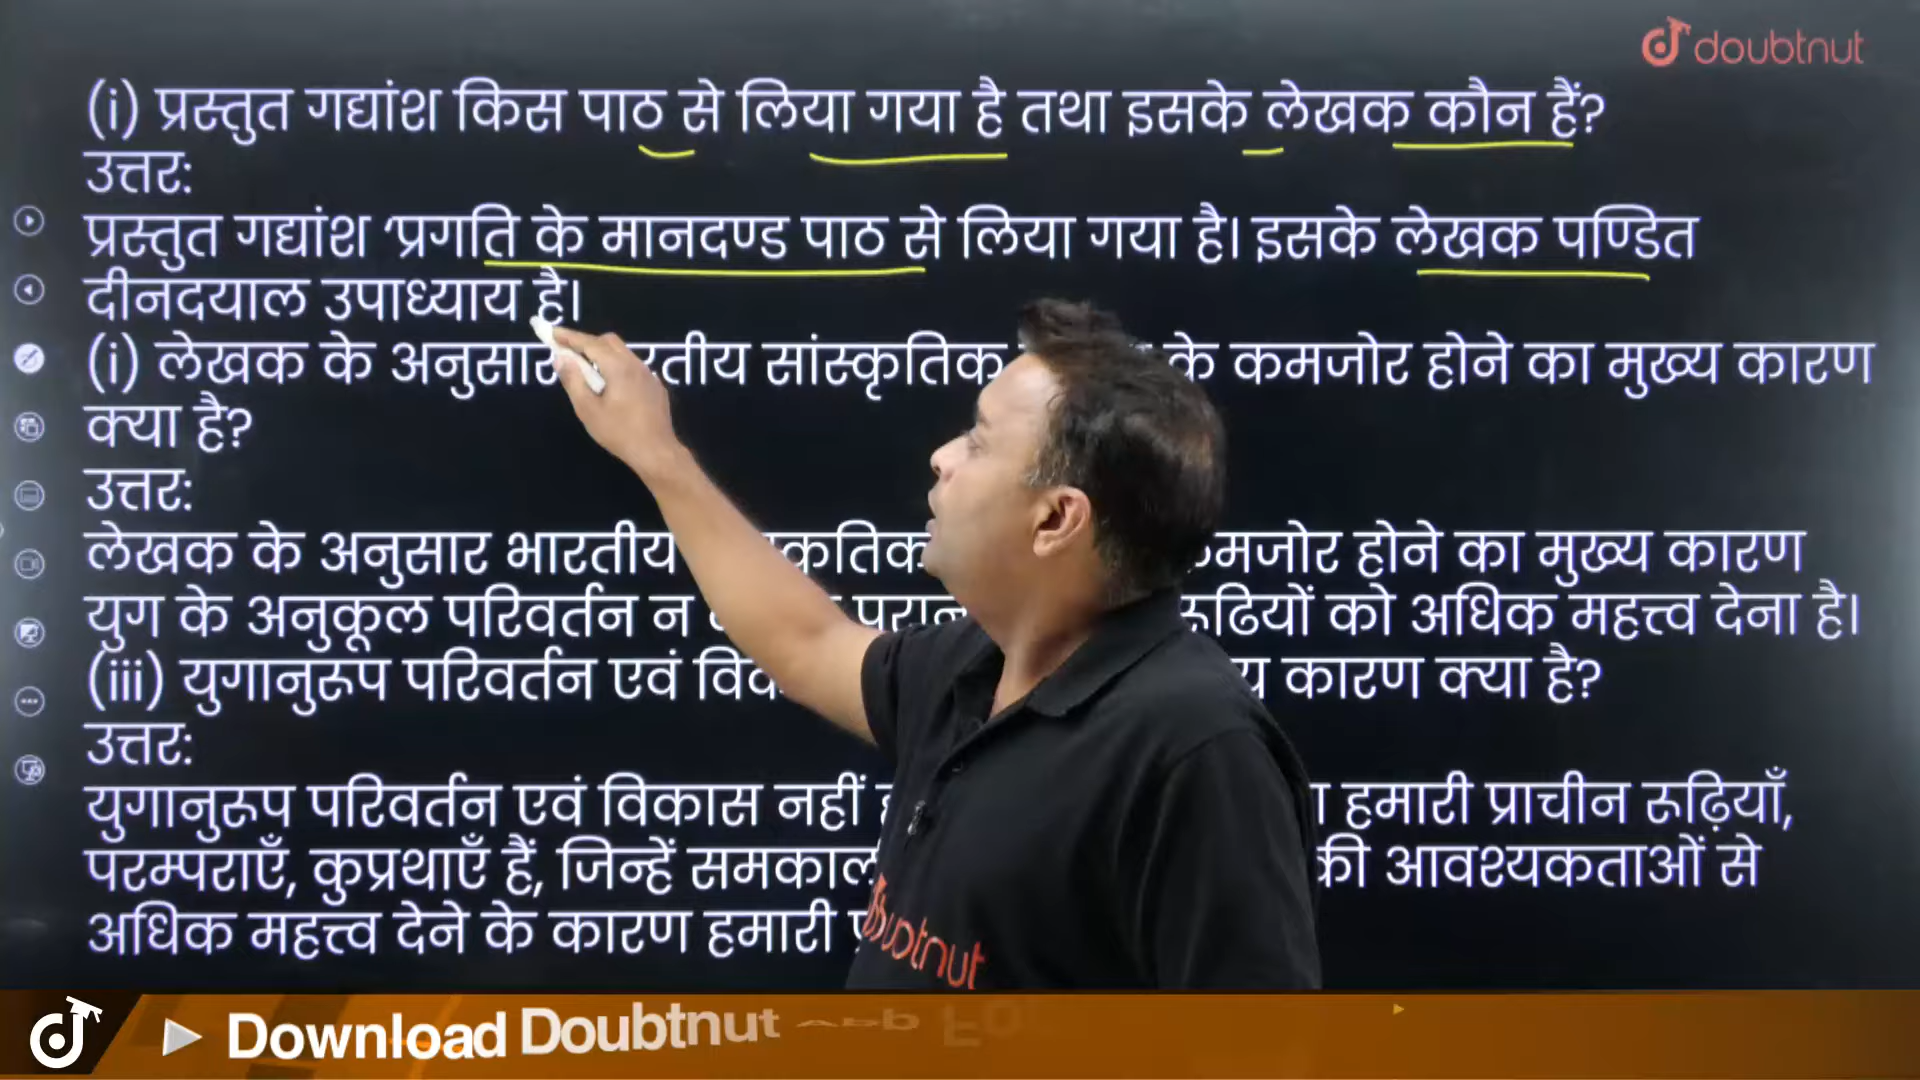 doubtnut
(i) प्रस्तुत गद्यांश किस पाठ से लिया गया है तथा इसके लेखक कौन हैं?
उत्तर:
प्रस्तुत गद्यांश ‘प्रगति के मानदण्ड पाठ से लिया गया है। इसके लेखक पण्डित
दीनदयाल उपाध्याय है।
(i) लेखक के अनुसार सांस्कृतिक के कमजोर होने का मुख्य कारण
क्या है?
उत्तर:
लेखक के अनुसार भारतीय होने का मुख्य कारण
युग के अनुकूल परिवर्तन न को अधिक महत्त्व देना है।
(iii) युगानुरूप परिवर्तन एवं कारण क्या है?
उत्तर:
युगानुरूप परिवर्तन एवं विकास नहीं हमारी प्राचीन रूढ़ियाँ,
परम्पराएँ, कुप्रथाएँ हैं, जिन्हें की आवश्यकताओं से
अधिक महत्त्व देने के कारण हमारी
doubtnut
Download Doubtnut